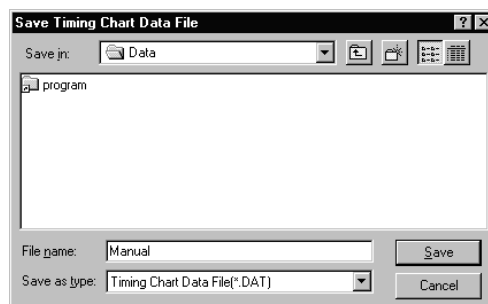 Save Timing Chart Data File
Save in: Data
program
File name: Manual
Save
Save as type: Timing Chart Data File(*.DAT)
Cancel